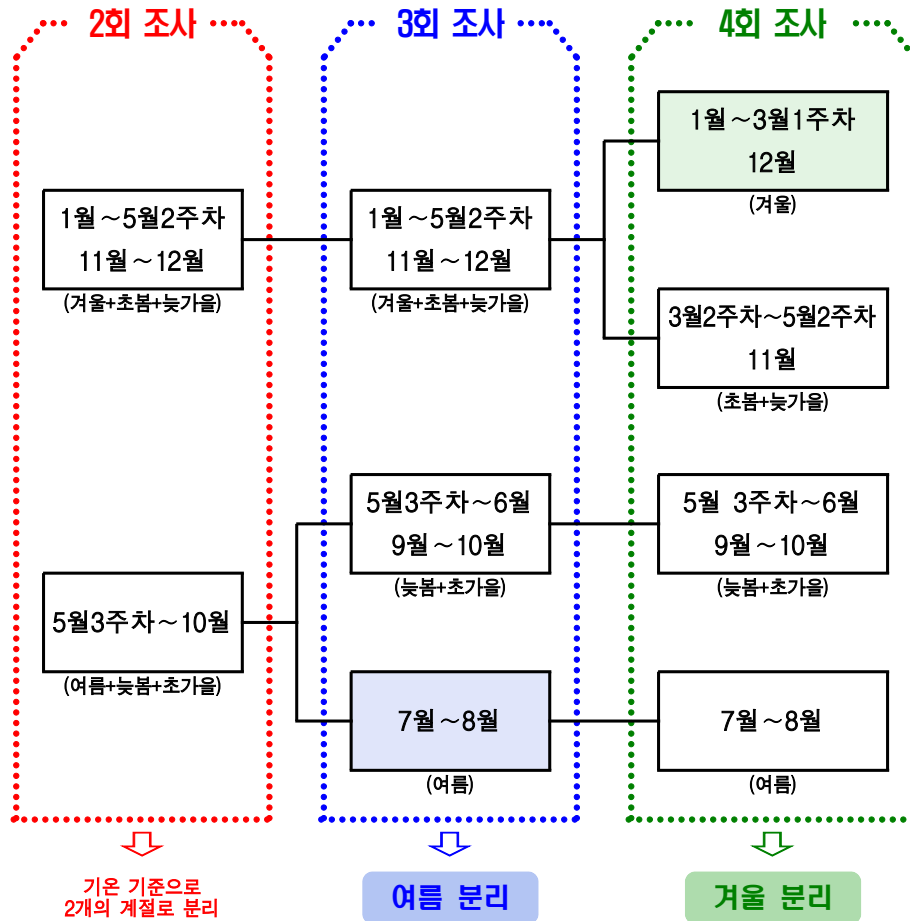 2회 조사
1월~5월2주차
11월~12월
(겨울+초봄+늦가을)
5월3주차~10월
(여름+늦봄+초가을)
기온 기준으로
2개의 계절로 분리
3회 조사
1월~5월2주차
11월~12월
(겨울+초봄+늦가을)
5월3주차~6월
9월~10월
(늦봄+초가을)
7월~8월
(여름)
여름 분리
4회 조사
1월~3월1주차
12월
(겨울)
3월2주차~5월2주차
11월
(초봄+늦가을)
5월 3주차~6월
9월~10월
(늦봄+초가을)
7월~8월
(여름)
겨울 분리